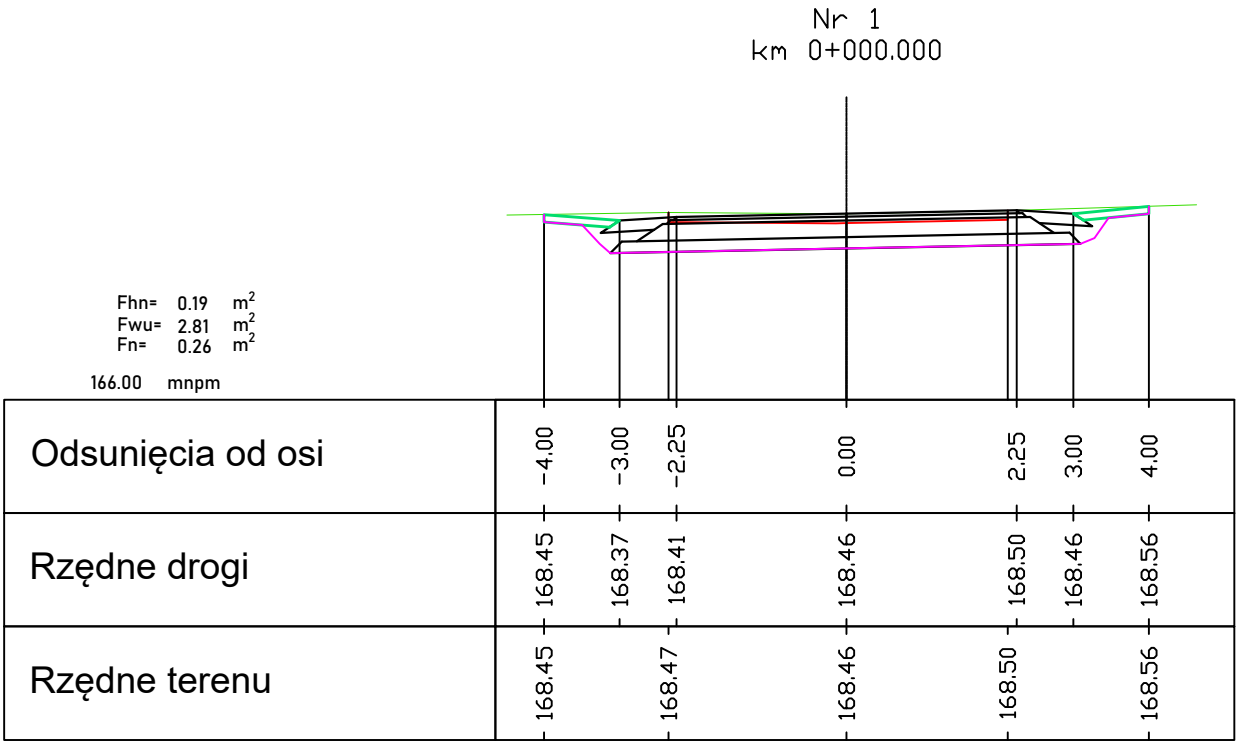 Nr 1
km 0+000.000
Fhn= 0.19 m²
Fwu= 2.81 m²
Fn= 0.26 m²
166.00 mnpm
Odsunięcia od osi -4.00 -3.00 -2.25 0.00 2.25 3.00 4.00
Rzędne drogi 168.45 168.37 168.41 168.46 168.50 168.46 168.56
Rzędne terenu 168.45 168.47 168.46 168.50 168.56